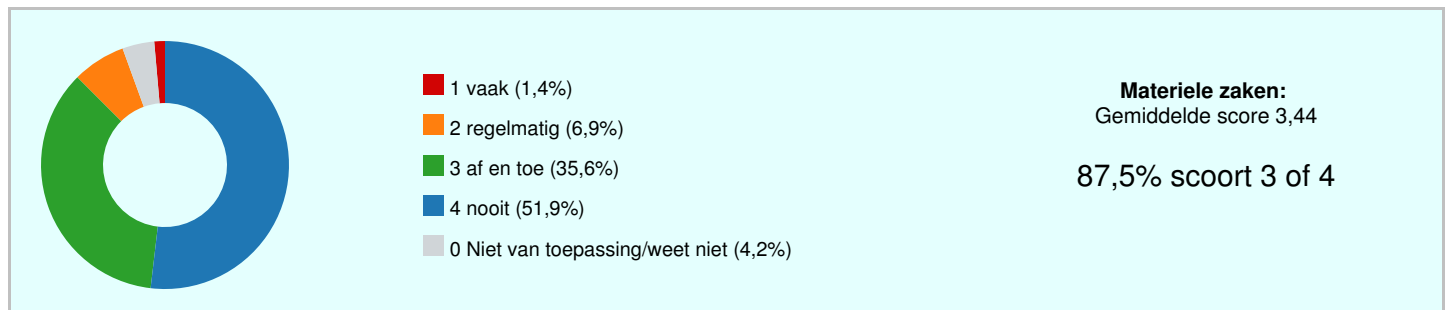 1 vaak (1,4%)
2 regelmatig (6,9%)
3 af en toe (35,6%)
4 nooit (51,9%)
0 Niet van toepassing/weet niet (4,2%)
Materiele zaken:
Gemiddelde score 3,44
87,5% scoort 3 of 4